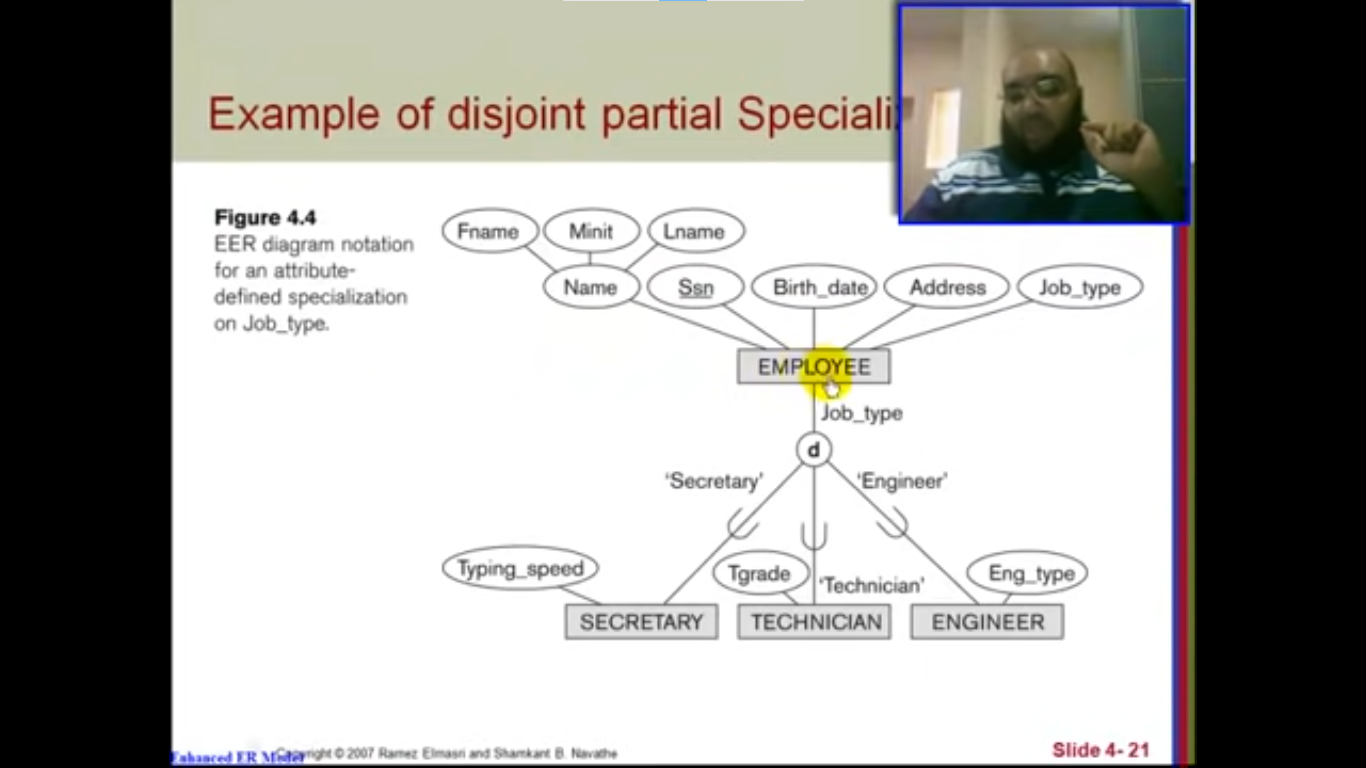 Example of disjoint partial Speciali
Figure 4.4
EER diagram notation
for an attribute-
defined specialization
on Job_type.
Fname Minit Lname
Name Ssn Birth_date Address Job_type
EMPLOYEE
Job_type
d
'Secretary' 'Engineer'
Typing_speed Tgrade 'Technician' Eng_type
SECRETARY TECHNICIAN ENGINEER
Enhanced ER Model
Copyright © 2007 Ramez Elmasri and Shamkant B. Navathe
Slide 4- 21